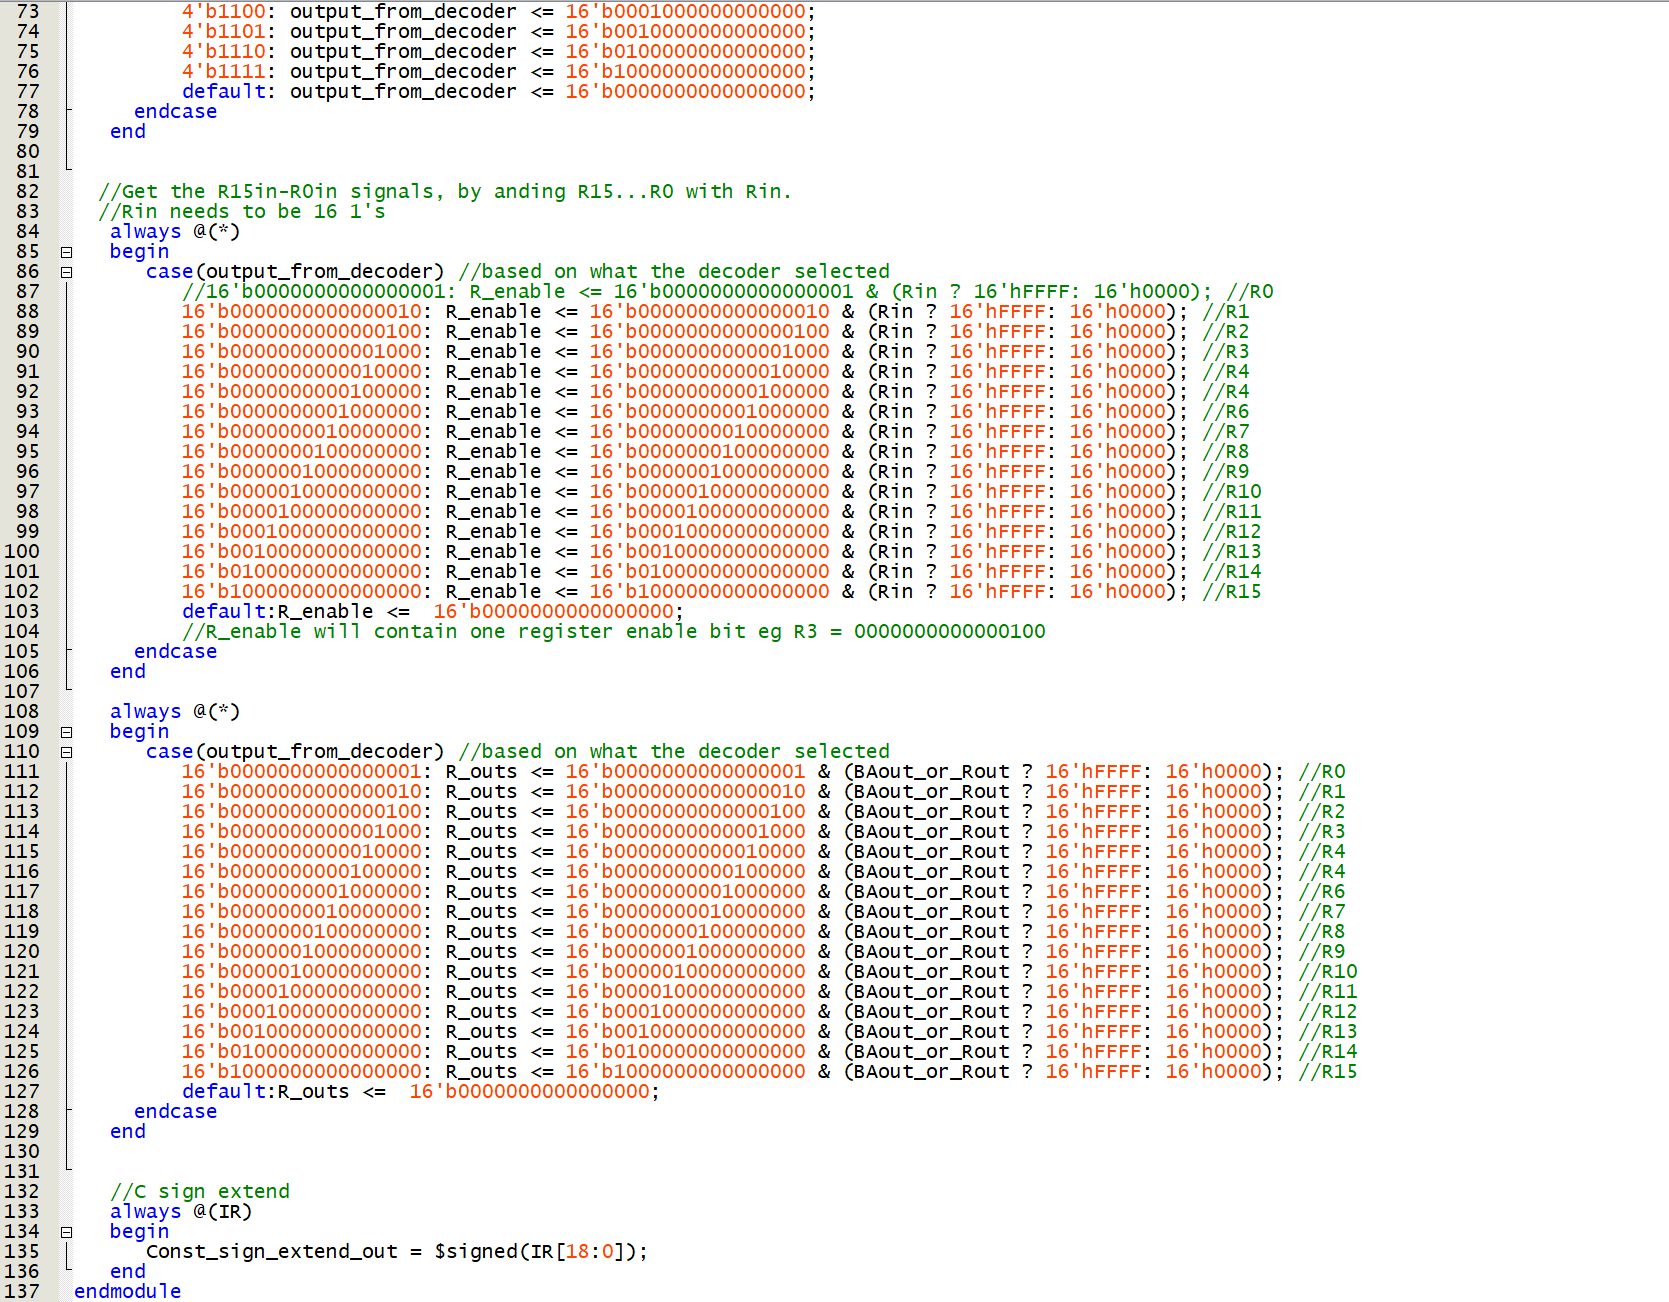 73 4'b1100: output_from_decoder <= 16'b0001000000000000;
74 4'b1101: output_from_decoder <= 16'b0010000000000000;
75 4'b1110: output_from_decoder <= 16'b0100000000000000;
76 4'b1111: output_from_decoder <= 16'b1000000000000000;
77 default: output_from_decoder <= 16'b0000000000000000;
78 endcase
79 end
80
81
82 //Get the R15in-R0in signals, by anding R15...R0 with Rin.
83 //Rin needs to be 16 1's
84 always @(*)
85 begin
86 case(output_from_decoder) //based on what the decoder selected
87 //16'b0000000000000001: R_enable <= 16'b0000000000000001 & (Rin ? 16'hFFFF: 16'h0000); //R0
88 16'b0000000000000010: R_enable <= 16'b0000000000000010 & (Rin ? 16'hFFFF: 16'h0000); //R1
89 16'b0000000000000100: R_enable <= 16'b0000000000000100 & (Rin ? 16'hFFFF: 16'h0000); //R2
90 16'b0000000000001000: R_enable <= 16'b0000000000001000 & (Rin ? 16'hFFFF: 16'h0000); //R3
91 16'b0000000000010000: R_enable <= 16'b0000000000010000 & (Rin ? 16'hFFFF: 16'h0000); //R4
92 16'b0000000000100000: R_enable <= 16'b0000000000100000 & (Rin ? 16'hFFFF: 16'h0000); //R4
93 16'b0000000001000000: R_enable <= 16'b0000000001000000 & (Rin ? 16'hFFFF: 16'h0000); //R6
94 16'b0000000010000000: R_enable <= 16'b0000000010000000 & (Rin ? 16'hFFFF: 16'h0000); //R7
95 16'b0000000100000000: R_enable <= 16'b0000000100000000 & (Rin ? 16'hFFFF: 16'h0000); //R8
96 16'b0000001000000000: R_enable <= 16'b0000001000000000 & (Rin ? 16'hFFFF: 16'h0000); //R9
97 16'b0000010000000000: R_enable <= 16'b0000010000000000 & (Rin ? 16'hFFFF: 16'h0000); //R10
98 16'b0000100000000000: R_enable <= 16'b0000100000000000 & (Rin ? 16'hFFFF: 16'h0000); //R11
99 16'b0001000000000000: R_enable <= 16'b0001000000000000 & (Rin ? 16'hFFFF: 16'h0000); //R12
100 16'b0010000000000000: R_enable <= 16'b0010000000000000 & (Rin ? 16'hFFFF: 16'h0000); //R13
101 16'b0100000000000000: R_enable <= 16'b0100000000000000 & (Rin ? 16'hFFFF: 16'h0000); //R14
102 16'b1000000000000000: R_enable <= 16'b1000000000000000 & (Rin ? 16'hFFFF: 16'h0000); //R15
103 default:R_enable <=  16'b0000000000000000;
104 //R_enable will contain one register enable bit eg R3 = 0000000000000100
105 endcase
106 end
107
108 always @(*)
109 begin
110 case(output_from_decoder) //based on what the decoder selected
111 16'b0000000000000001: R_outs <= 16'b0000000000000001 & (BAout_or_Rout ? 16'hFFFF: 16'h0000); //R0
112 16'b0000000000000010: R_outs <= 16'b0000000000000010 & (BAout_or_Rout ? 16'hFFFF: 16'h0000); //R1
113 16'b0000000000000100: R_outs <= 16'b0000000000000100 & (BAout_or_Rout ? 16'hFFFF: 16'h0000); //R2
114 16'b0000000000001000: R_outs <= 16'b0000000000001000 & (BAout_or_Rout ? 16'hFFFF: 16'h0000); //R3
115 16'b0000000000010000: R_outs <= 16'b0000000000010000 & (BAout_or_Rout ? 16'hFFFF: 16'h0000); //R4
116 16'b0000000000100000: R_outs <= 16'b0000000000100000 & (BAout_or_Rout ? 16'hFFFF: 16'h0000); //R4
117 16'b0000000001000000: R_outs <= 16'b0000000001000000 & (BAout_or_Rout ? 16'hFFFF: 16'h0000); //R6
118 16'b0000000010000000: R_outs <= 16'b0000000010000000 & (BAout_or_Rout ? 16'hFFFF: 16'h0000); //R7
119 16'b0000000100000000: R_outs <= 16'b0000000100000000 & (BAout_or_Rout ? 16'hFFFF: 16'h0000); //R8
120 16'b0000001000000000: R_outs <= 16'b0000001000000000 & (BAout_or_Rout ? 16'hFFFF: 16'h0000); //R9
121 16'b0000010000000000: R_outs <= 16'b0000010000000000 & (BAout_or_Rout ? 16'hFFFF: 16'h0000); //R10
122 16'b0000100000000000: R_outs <= 16'b0000100000000000 & (BAout_or_Rout ? 16'hFFFF: 16'h0000); //R11
123 16'b0001000000000000: R_outs <= 16'b0001000000000000 & (BAout_or_Rout ? 16'hFFFF: 16'h0000); //R12
124 16'b0010000000000000: R_outs <= 16'b0010000000000000 & (BAout_or_Rout ? 16'hFFFF: 16'h0000); //R13
125 16'b0100000000000000: R_outs <= 16'b0100000000000000 & (BAout_or_Rout ? 16'hFFFF: 16'h0000); //R14
126 16'b1000000000000000: R_outs <= 16'b1000000000000000 & (BAout_or_Rout ? 16'hFFFF: 16'h0000); //R15
127 default:R_outs <=  16'b0000000000000000;
128 endcase
129 end
130
131
132 //C sign extend
133 always @(IR)
134 begin
135 Const_sign_extend_out = $signed(IR[18:0]);
136 end
137 endmodule